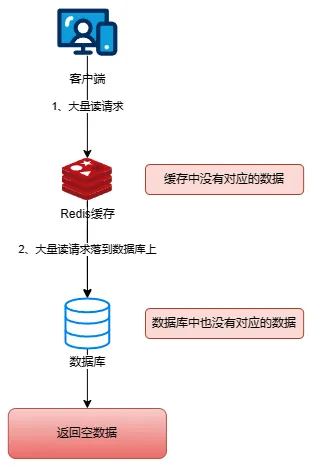 客户端
1、大量读请求
缓存中没有对应的数据
Redis缓存
2、大量读请求落到数据库上
数据库中也没有对应的数据
数据库
返回空数据